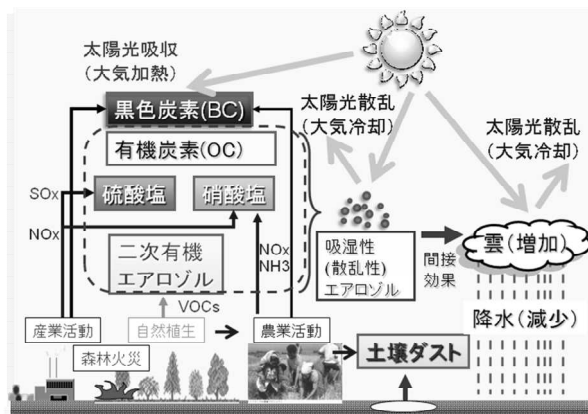 太陽光吸収
(大気加熱)
黒色炭素(BC)
有機炭素(OC)
硫酸塩
硝酸塩
SOx
NOx
NOx
NH3
二次有機
エアロゾル
VOCs
産業活動
自然植生
農業活動
森林火災
太陽光散乱
(大気冷却)
太陽光散乱
(大気冷却)
吸湿性
(散乱性)
エアロゾル
間接
効果
雲(増加)
降水(減少)
土壌ダスト